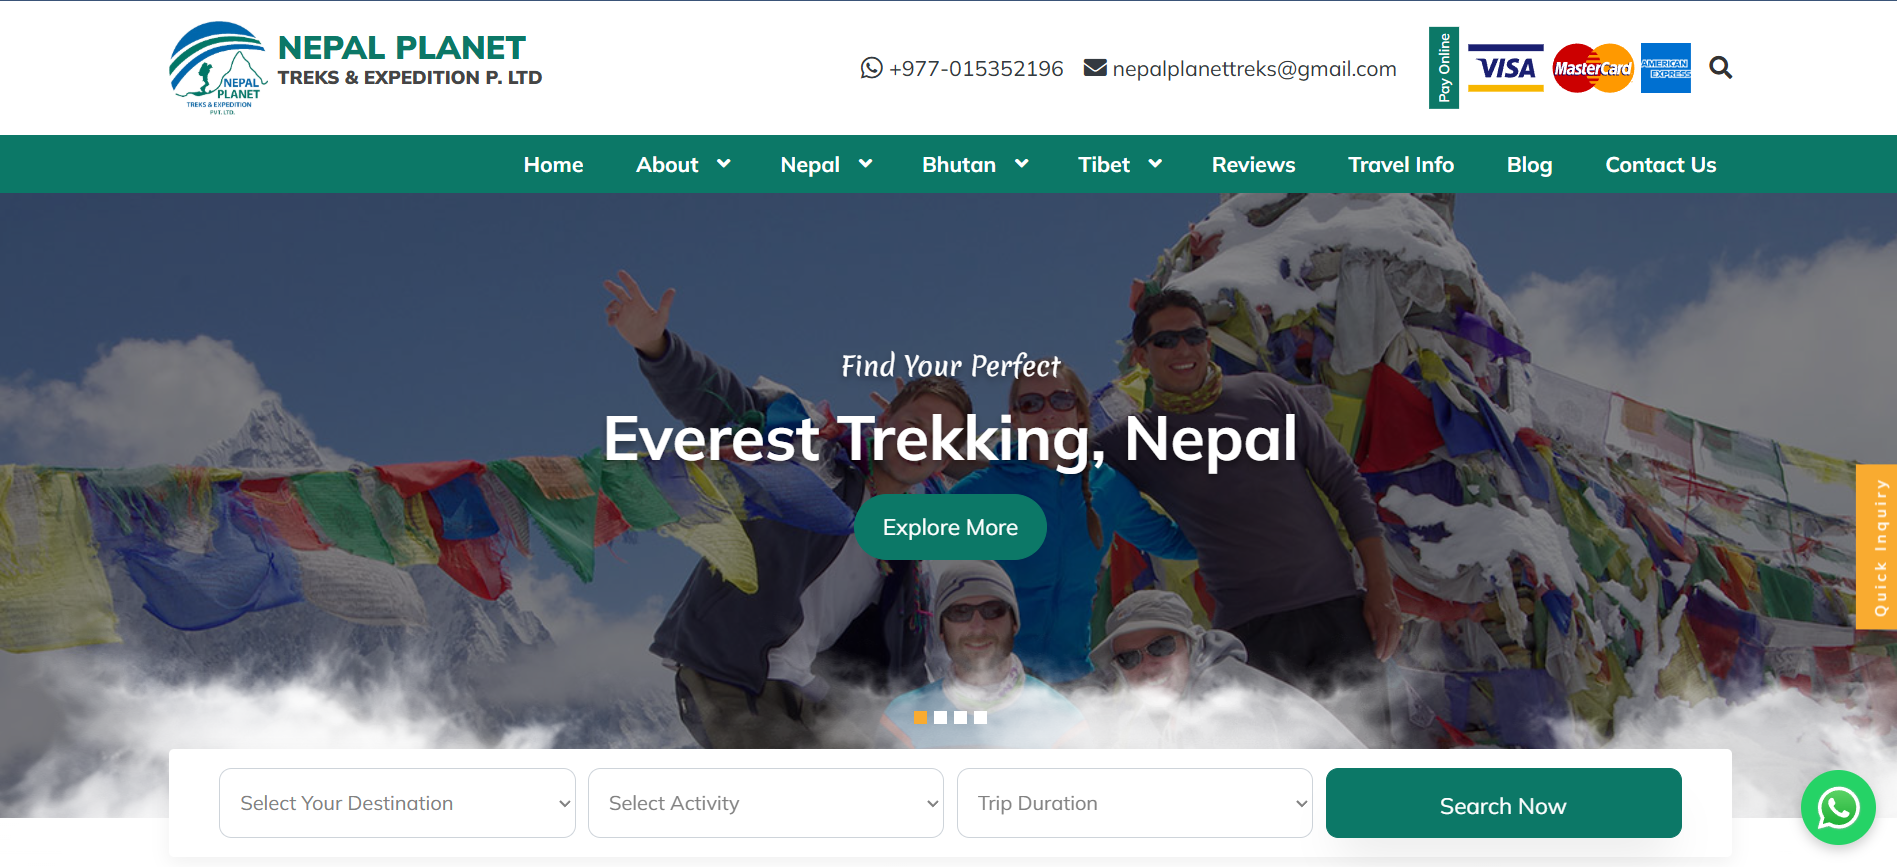 NEPAL PLANET
TREKS & EXPEDITION P. LTD
NEPAL
PLANET
TREKS & EXPEDITION
PVT. LTD.
+977-015352196
nepalplanettreks@gmail.com
Pay Online
VISA
MasterCard
AMERICAN
EXPRESS
Home
About
Nepal
Bhutan
Tibet
Reviews
Travel Info
Blog
Contact Us
Find Your Perfect
Everest Trekking, Nepal
Explore More
Quick Inquiry
Select Your Destination
Select Activity
Trip Duration
Search Now